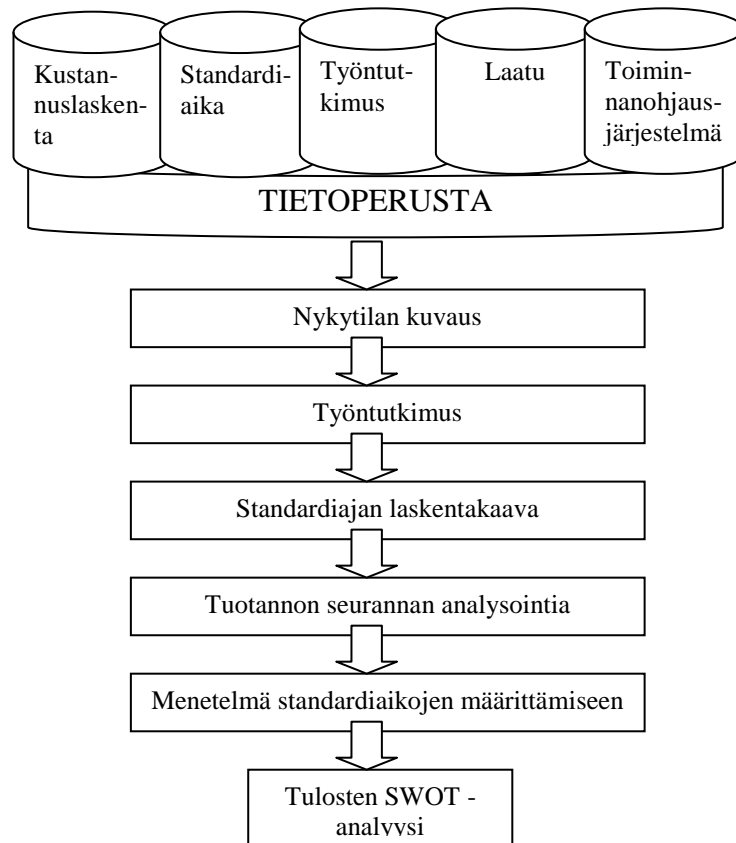 Kustan-
nuslasken-
ta
Standardi-
aika
Työntut-
kimus
Laatu
Toimin-
nanohjaus-
järjestelmä
TIETOPERUSTA
Nykytilan kuvaus
Työntutkimus
Standardiajan laskentakaava
Tuotannon seurannan analysointia
Menetelmä standardiaikojen määrittämiseen
Tulosten SWOT -
analyysi